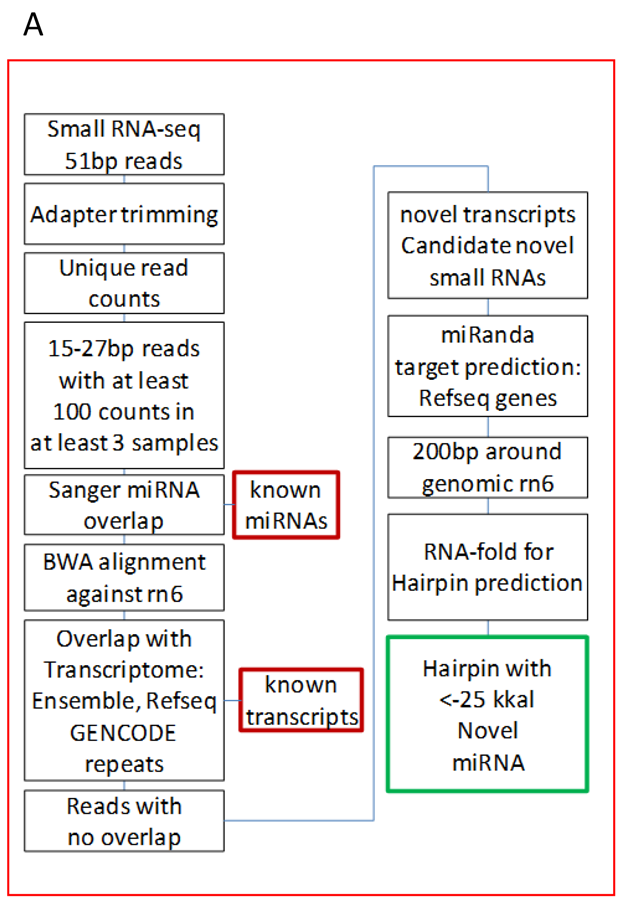 A
Small RNA-seq
51bp reads
Adapter trimming
Unique read
counts
15-27bp reads
with at least
100 counts in
at least 3 samples
Sanger miRNA
overlap
known
miRNAs
BWA alignment
against rn6
Overlap with
Transcriptome:
Ensemble, Refseq
GENCODE
repeats
known
transcripts
Reads with
no overlap
novel transcripts
Candidate novel
small RNAs
miRanda
target prediction:
Refseq genes
200bp around
genomic rn6
RNA-fold for
Hairpin prediction
Hairpin with
<-25 kkal
Novel
miRNA